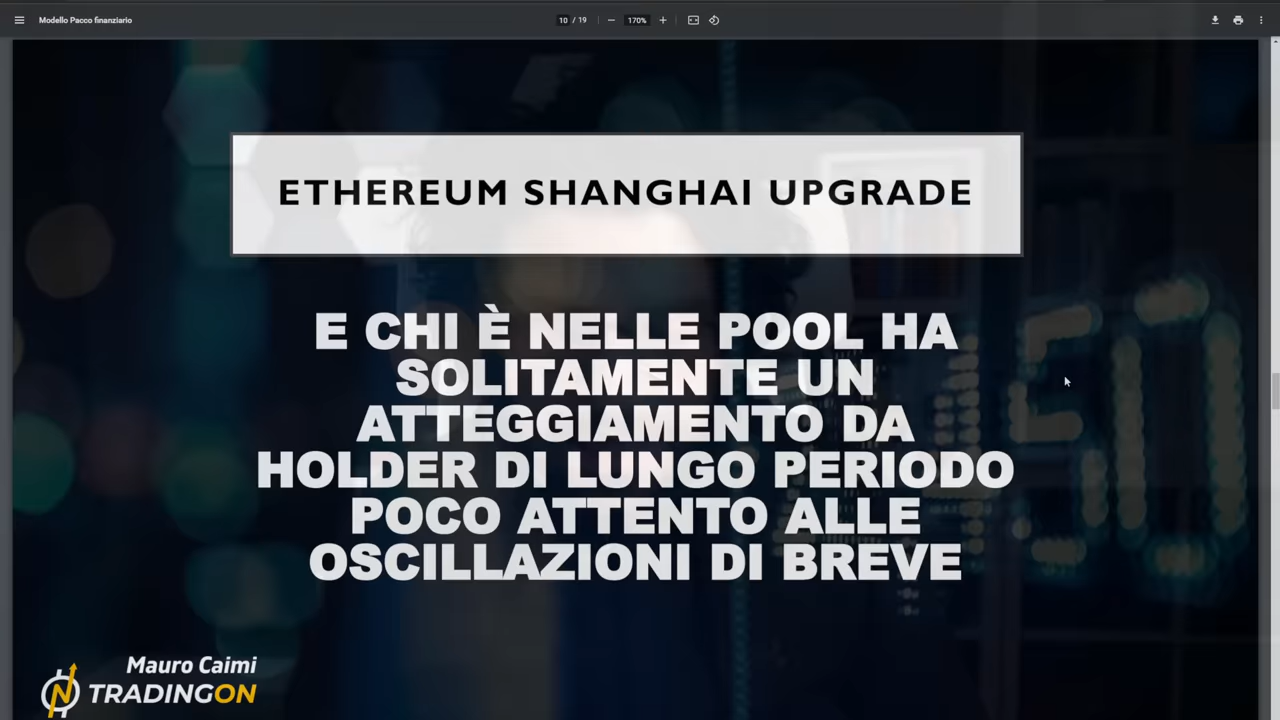 Modello Pacco finanziario
10 / 19
170%
ETHEREUM SHANGHAI UPGRADE
E CHI È NELLE POOL HA
SOLITAMENTE UN
ATTEGGIAMENTO DA
HOLDER DI LUNGO PERIODO
POCO ATTENTO ALLE
OSCILLAZIONI DI BREVE
Mauro Caimi
TRADINGON